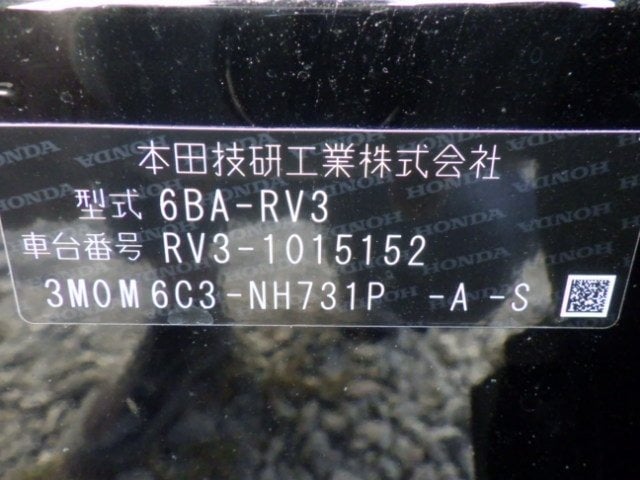 本田技研工業株式会社
型式 6BA-RV3
車台番号 RV3-1015152
3M0M6C3-NH731P -A-S